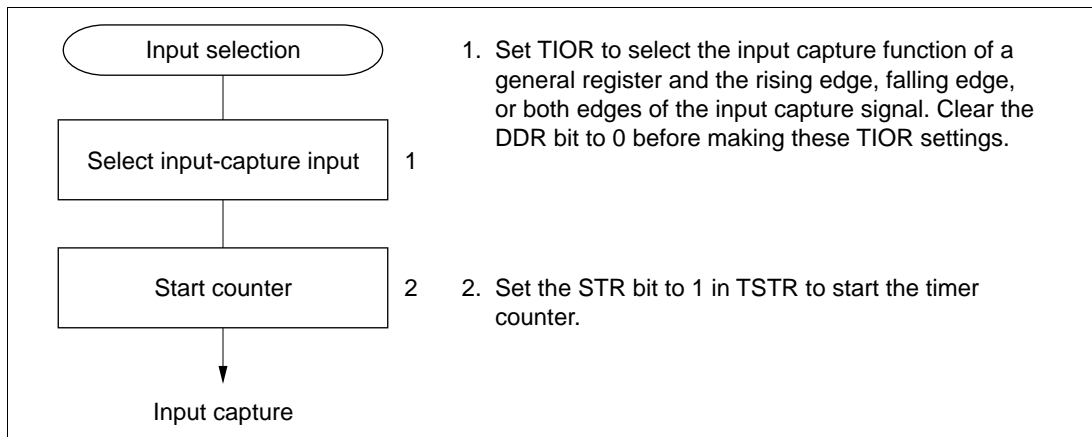 Input selection
1. Set TIOR to select the input capture function of a
general register and the rising edge, falling edge,
or both edges of the input capture signal. Clear the
DDR bit to 0 before making these TIOR settings.
Select input-capture input 1
Start counter 2
2. Set the STR bit to 1 in TSTR to start the timer
counter.
Input capture